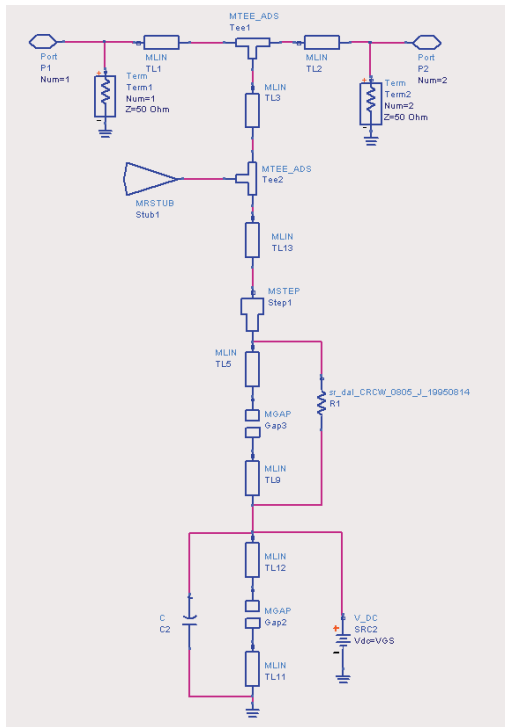 MTEE_ADS
Tee1
Port
P1
Num=1
MLIN
TL1
MLIN
TL2
Port
P2
Num=2
Term
Term1
Num=1
Z=50 Ohm
MLIN
TL3
Term
Term2
Num=2
Z=50 Ohm
MTEE_ADS
Tee2
MRSTUB
Stub1
MLIN
TL13
MSTEP
Step1
MLIN
TL5
sr_dal_CRCW_0805_J_19950814
R1
MGAP
Gap3
MLIN
TL9
MLIN
TL12
C
C2
MGAP
Gap2
V_DC
SRC2
Vdc=VGS
MLIN
TL11